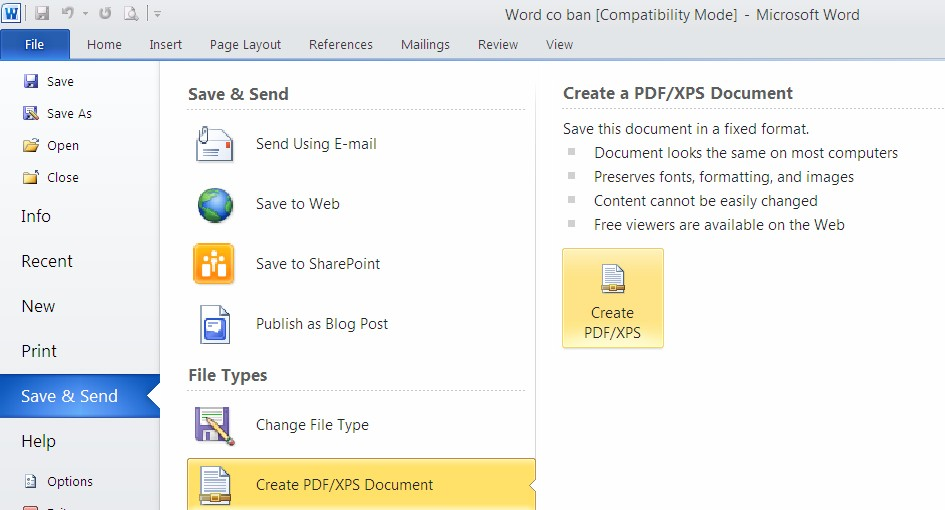 Word co ban [Compatibility Mode] - Microsoft Word
File Home Insert Page Layout References Mailings Review View
Save
Save As
Open
Close
Info
Recent
New
Print
Save & Send
Help
Options
Save & Send
Send Using E-mail
Save to Web
Save to SharePoint
Publish as Blog Post
File Types
Change File Type
Create PDF/XPS Document
Create a PDF/XPS Document
Save this document in a fixed format.
Document looks the same on most computers
Preserves fonts, formatting, and images
Content cannot be easily changed
Free viewers are available on the Web
Create
PDF/XPS